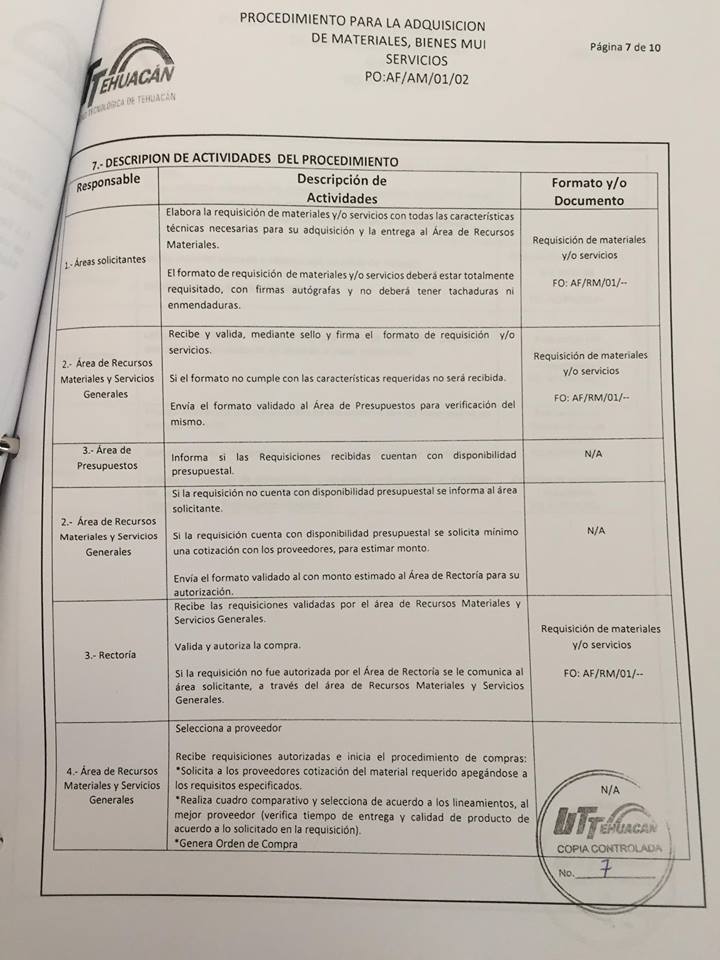 PROCEDIMIENTO PARA LA ADQUISICION
DE MATERIALES, BIENES MUI
SERVICIOS
PO:AF/AM/01/02
Página 7 de 10
UTTEHUACÁN
TECNOLÓGICA DE TEHUACÁN
7.- DESCRIPION DE ACTIVIDADES DEL PROCEDIMIENTO
Responsable
Descripción de
Actividades
Formato y/o
Documento
1.-Áreas solicitantes
Elabora la requisición de materiales y/o servicios con todas las características
técnicas necesarias para su adquisición y la entrega al Área de Recursos
Materiales.
El formato de requisición de materiales y/o servicios deberá estar totalmente
requisitado, con firmas autógrafas y no deberá tener tachaduras ni
enmendaduras.
Requisición de materiales
y/o servicios
FO: AF/RM/01/--
2.- Área de Recursos
Materiales y Servicios
Generales
Recibe y valida, mediante sello y firma el formato de requisición y/o
servicios.
Si el formato no cumple con las características requeridas no será recibida.
Envía el formato validado al Área de Presupuestos para verificación del
mismo.
Requisición de materiales
y/o servicios
FO: AF/RM/01/--
3.- Área de
Presupuestos
Informa si las Requisiciones recibidas cuentan con disponibilidad
presupuestal.
N/A
2.- Área de Recursos
Materiales y Servicios
Generales
Si la requisición no cuenta con disponibilidad presupuestal se informa al área
solicitante.
Si la requisición cuenta con disponibilidad presupuestal se solicita mínimo
una cotización con los proveedores, para estimar monto.
Envía el formato validado al con monto estimado al Área de Rectoría para su
autorización.
N/A
3.- Rectoría
Recibe las requisiciones validadas por el área de Recursos Materiales y
Servicios Generales.
Valida y autoriza la compra.
Si la requisición no fue autorizada por el Área de Rectoría se le comunica al
área solicitante, a través del área de Recursos Materiales y Servicios
Generales.
Requisición de materiales
y/o servicios
FO: AF/RM/01/--
4.- Área de Recursos
Materiales y Servicios
Generales
Selecciona a proveedor
Recibe requisiciones autorizadas e inicia el procedimiento de compras:
*Solicita a los proveedores cotización del material requerido apegándose a
los requisitos especificados.
*Realiza cuadro comparativo y selecciona de acuerdo a los lineamientos, al
mejor proveedor (verifica tiempo de entrega y calidad de producto de
acuerdo a lo solicitado en la requisición).
*Genera Orden de Compra
N/A
UTTEHUACÁN
COPIA CONTROLADA
No. 7